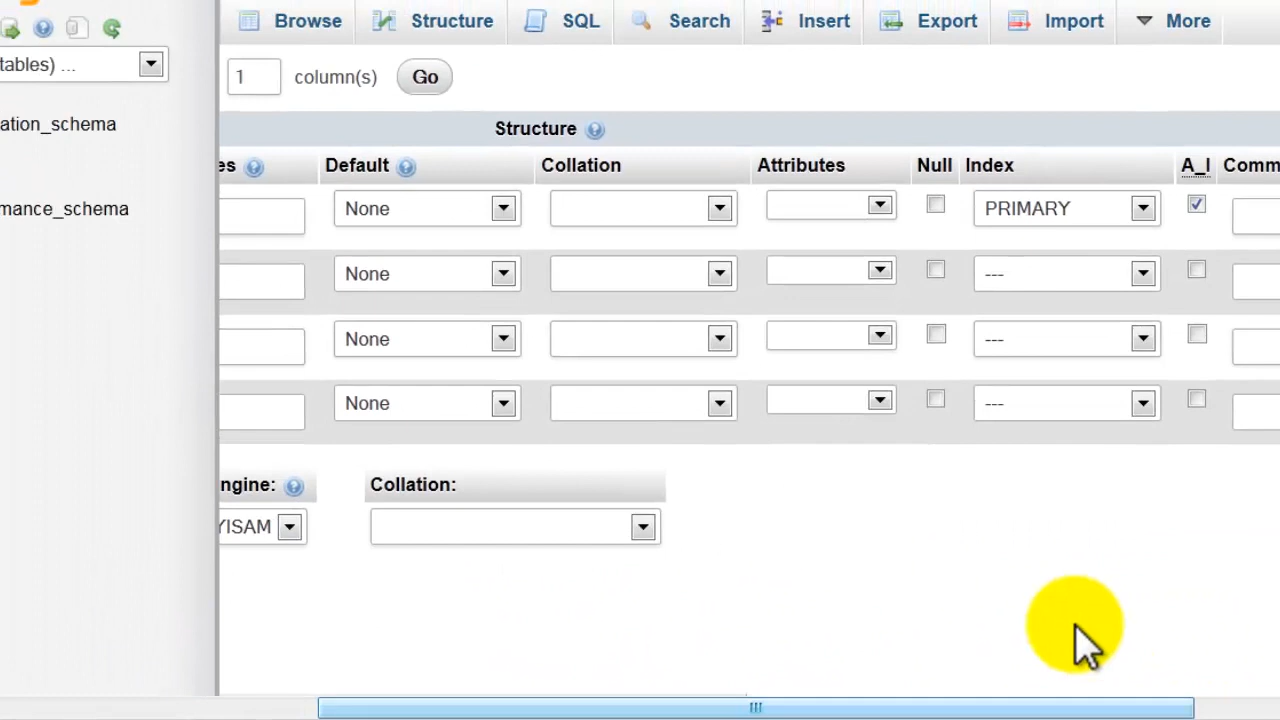 Browse Structure SQL Search Insert Export Import More
tables) ...
1 column(s) Go
ation_schema
Structure
es Default Collation Attributes Null Index A_I Comm
mance_schema
None PRIMARY
None ---
None ---
None ---
ngine: Collation:
YISAM